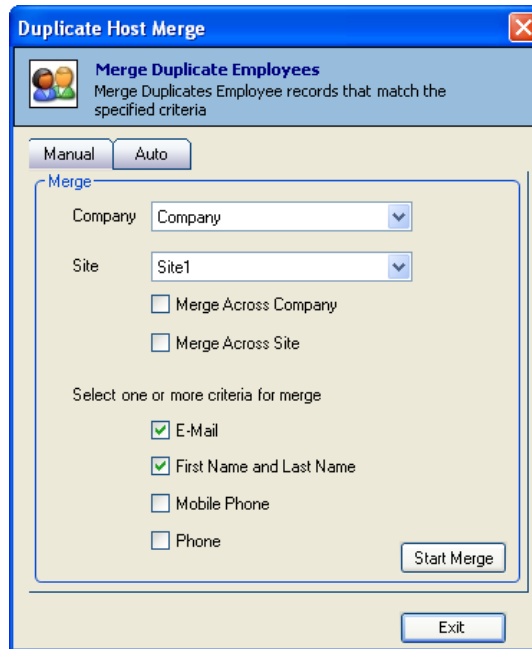 Duplicate Host Merge
Merge Duplicate Employees
Merge Duplicates Employee records that match the
specified criteria
Manual Auto
Merge
Company Company
Site Site1
Merge Across Company
Merge Across Site
Select one or more criteria for merge
E-Mail
First Name and Last Name
Mobile Phone
Phone
Start Merge
Exit